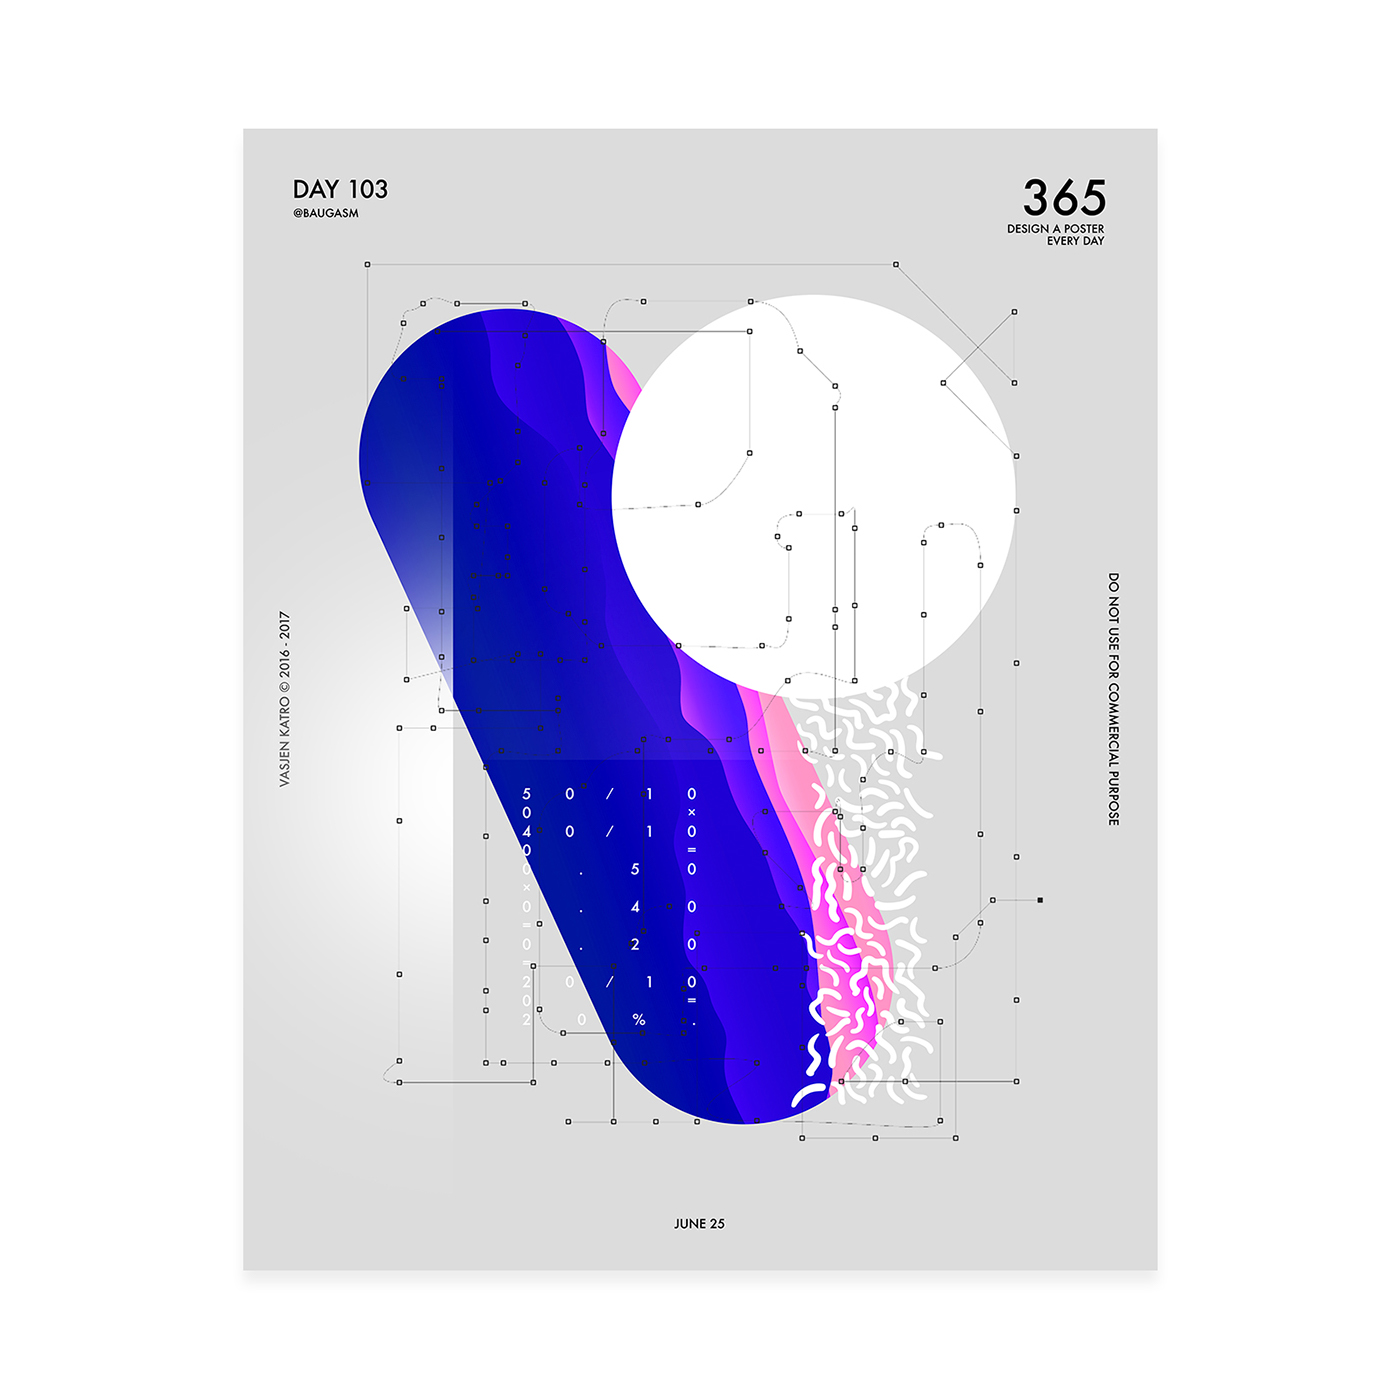 DAY 103
@BAUGASM
365
DESIGN A POSTER
EVERY DAY
VASJEN KATRO © 2016 - 2017
DO NOT USE FOR COMMERCIAL PURPOSE
5 0 / 1 0
0 ×
4 0 / 1 0
0 =
0 . 5 0
×
0 . 4 0
=
0 . 2 0
=
2 0 / 1 0
0 =
2 0 % .
JUNE 25